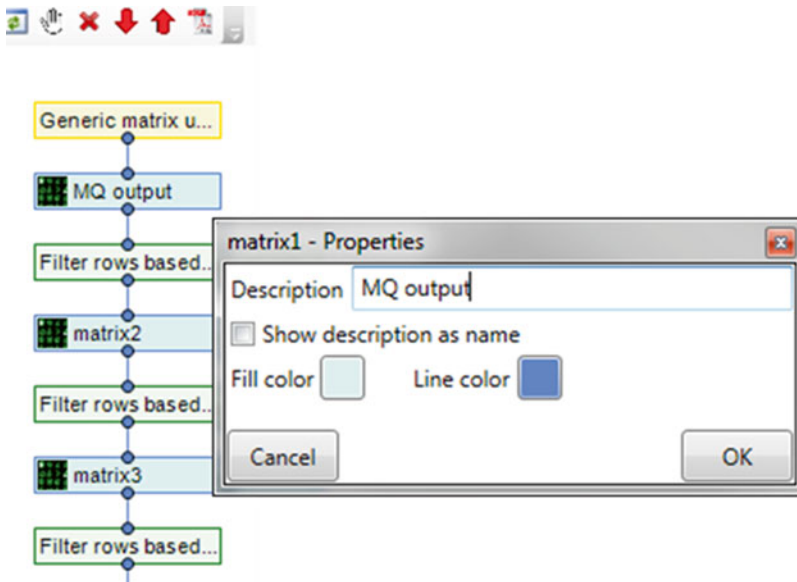 Generic matrix u...
MQ output
Filter rows based...
matrix2
Filter rows based...
matrix3
Filter rows based...
matrix1 - Properties
Description MQ output
Show description as name
Fill color Line color
Cancel OK